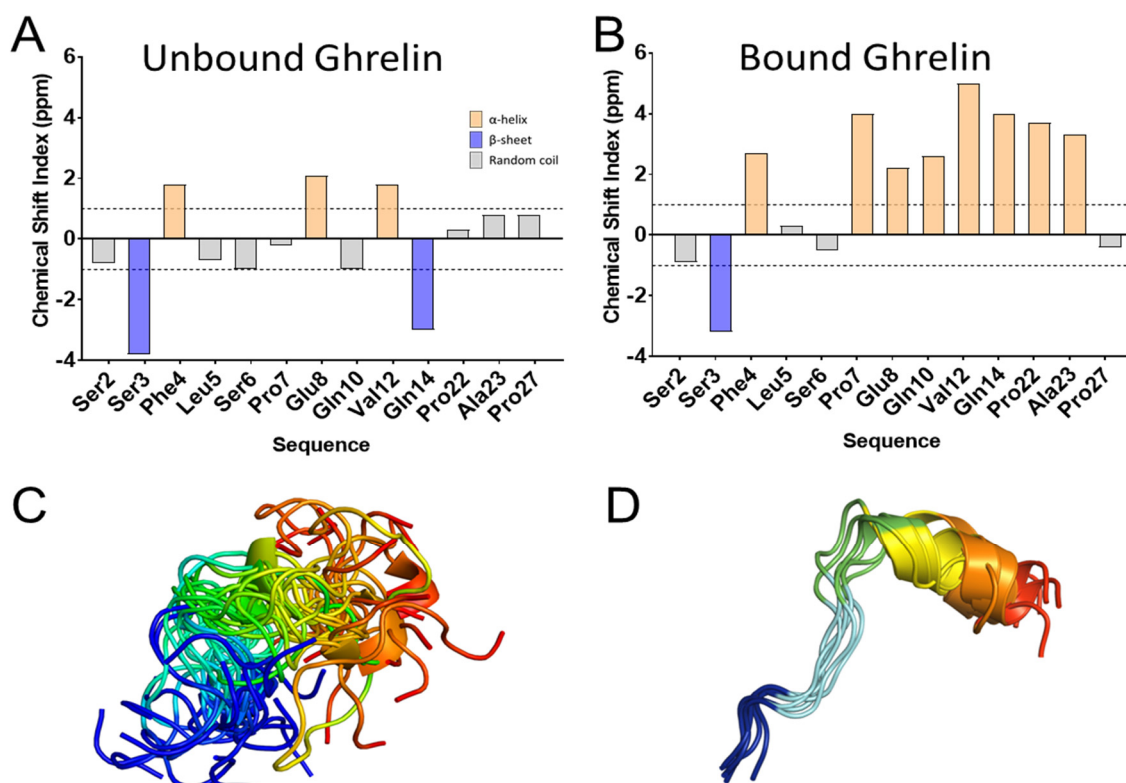 A
Unbound Ghrelin
Chemical Shift Index (ppm)
6
4
2
0
-2
-4
α-helix
β-sheet
Random coil
Ser2
Ser3
Phe4
Leu5
Ser6
Pro7
Glu8
Gln10
Val12
Gln14
Pro22
Ala23
Pro27
Sequence
B
Bound Ghrelin
Chemical Shift Index (ppm)
6
4
2
0
-2
-4
Ser2
Ser3
Phe4
Leu5
Ser6
Pro7
Glu8
Gln10
Val12
Gln14
Pro22
Ala23
Pro27
Sequence
C
D